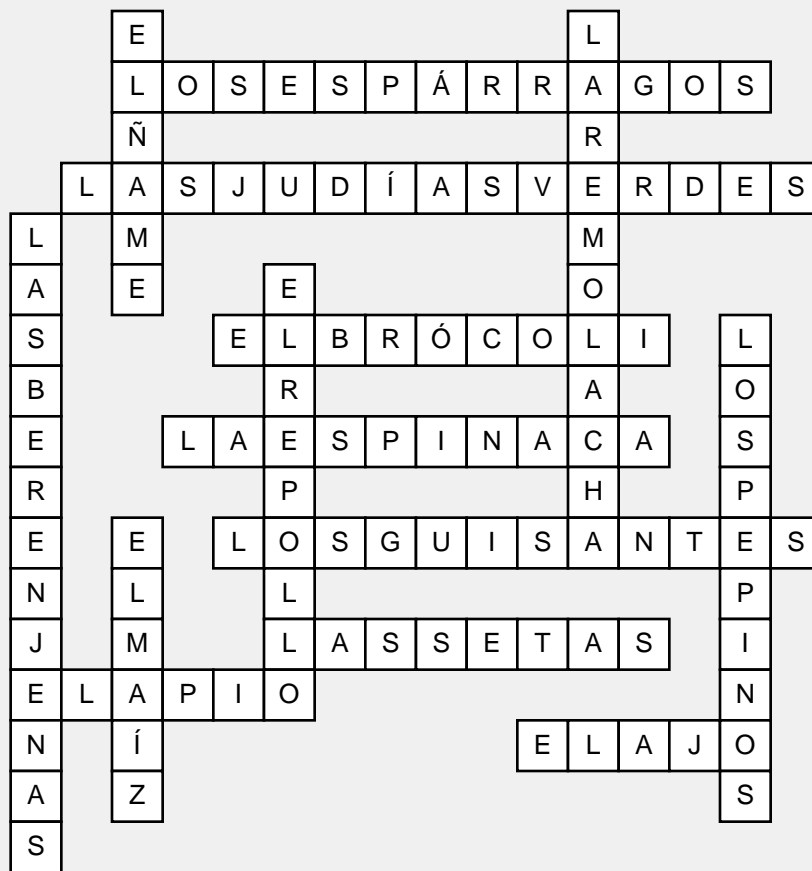 ELÑAME
LAREMOLACHA
LOSESPÁRRAGOS
LASJUDÍASVERDES
LASBERENJENAS
ELREPOLLO
ELBRÓCOLI
LOSPEPINOS
LAESPINACA
ELMAÍZ
LOSGUISANTES
LASSETAS
ELAPIO
ELAJO